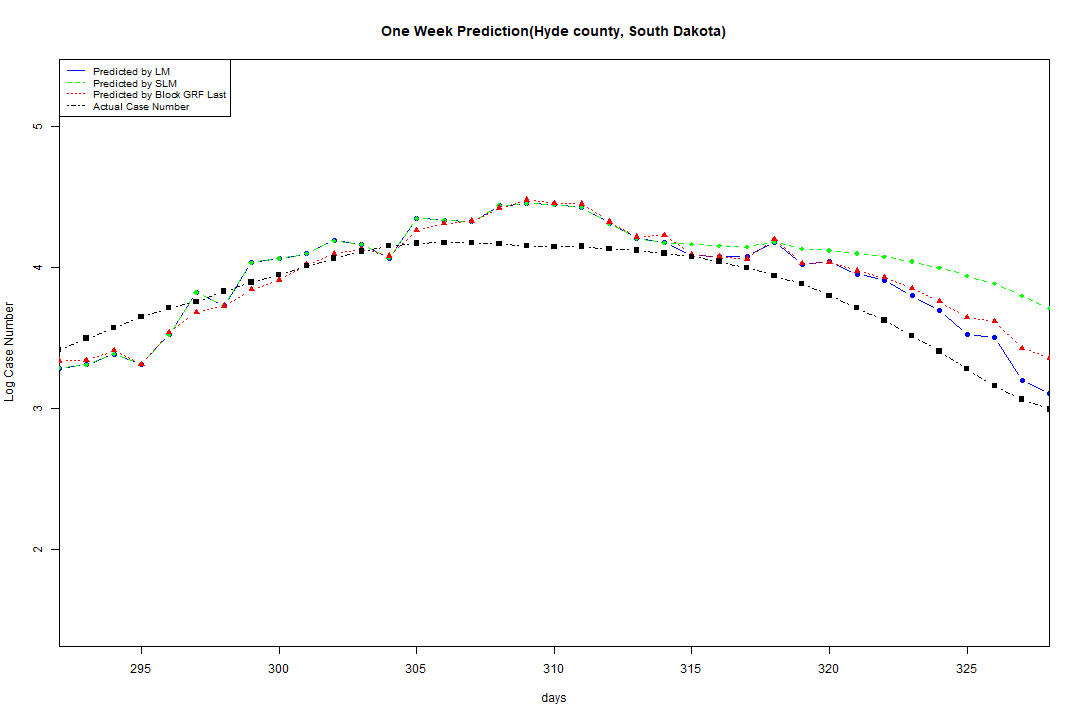 One Week Prediction(Hyde county, South Dakota)
Predicted by LM
Predicted by SLM
Predicted by Block GRF Last
Actual Case Number
5
4
3
2
Log Case Number
295 300 305 310 315 320 325
days